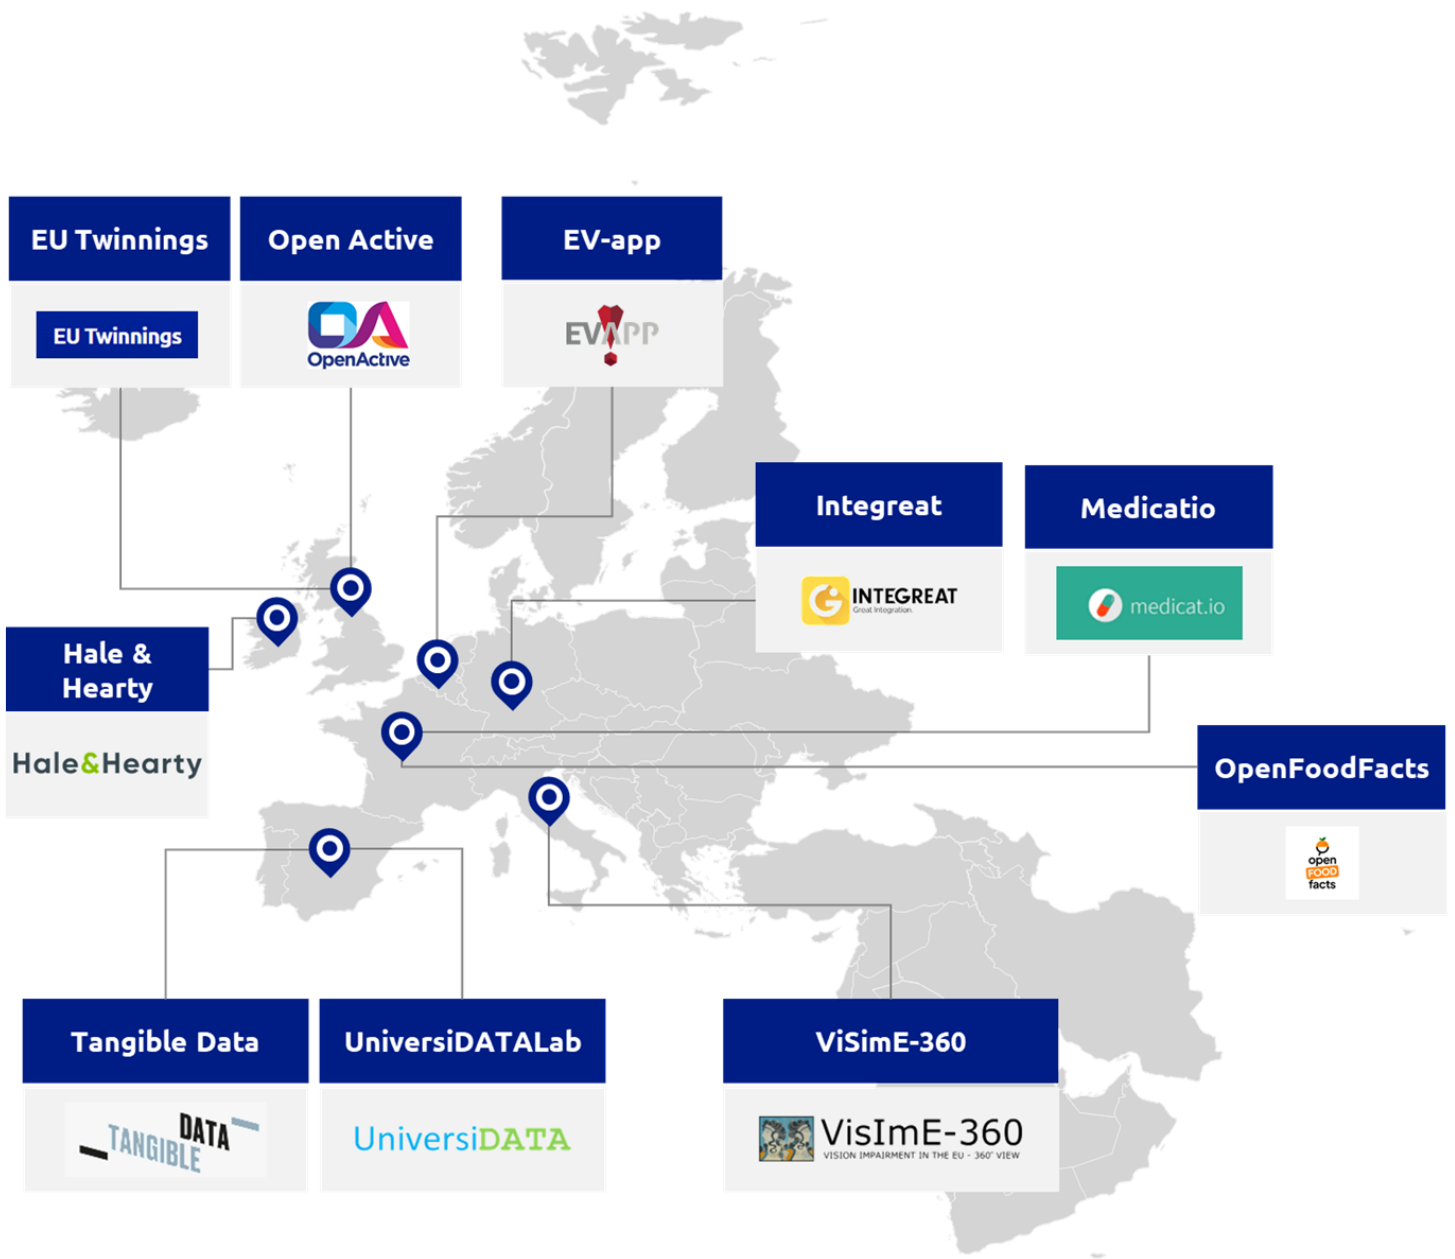 EU Twinnings
EU Twinnings
Open Active
OpenActive
EV-app
EVAPP
Integreat
INTEGREAT
Great Integration.
Medicatio
medicat.io
Hale &
Hearty
Hale&Hearty
OpenFoodFacts
open
FOOD
facts
Tangible Data
TANGIBLE
DATA
UniversiDATALab
UniversiDATA
ViSimE-360
VisImE-360
VISION IMPAIRMENT IN THE EU - 360° VIEW